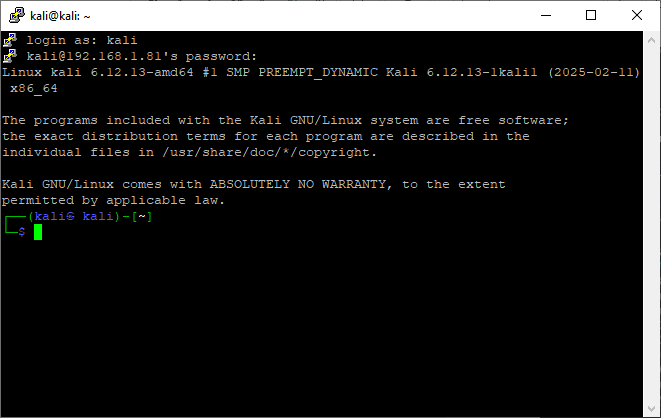 kali@kali: ~
login as: kali
kali@192.168.1.81's password:
Linux kali 6.12.13-amd64 #1 SMP PREEMPT_DYNAMIC Kali 6.12.13-1kali1 (2025-02-11)
x86_64
The programs included with the Kali GNU/Linux system are free software;
the exact distribution terms for each program are described in the
individual files in /usr/share/doc/*/copyright.
Kali GNU/Linux comes with ABSOLUTELY NO WARRANTY, to the extent
permitted by applicable law.
┌──(kali㉿ kali)-[~]
└─$